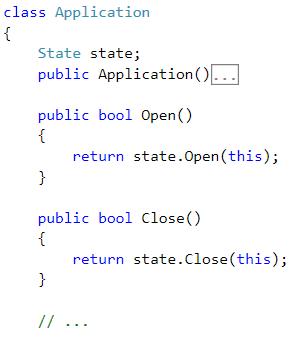 class Application
{
    State state;
    public Application()...

    public bool Open()
    {
        return state.Open(this);
    }

    public bool Close()
    {
        return state.Close(this);
    }

    // ...